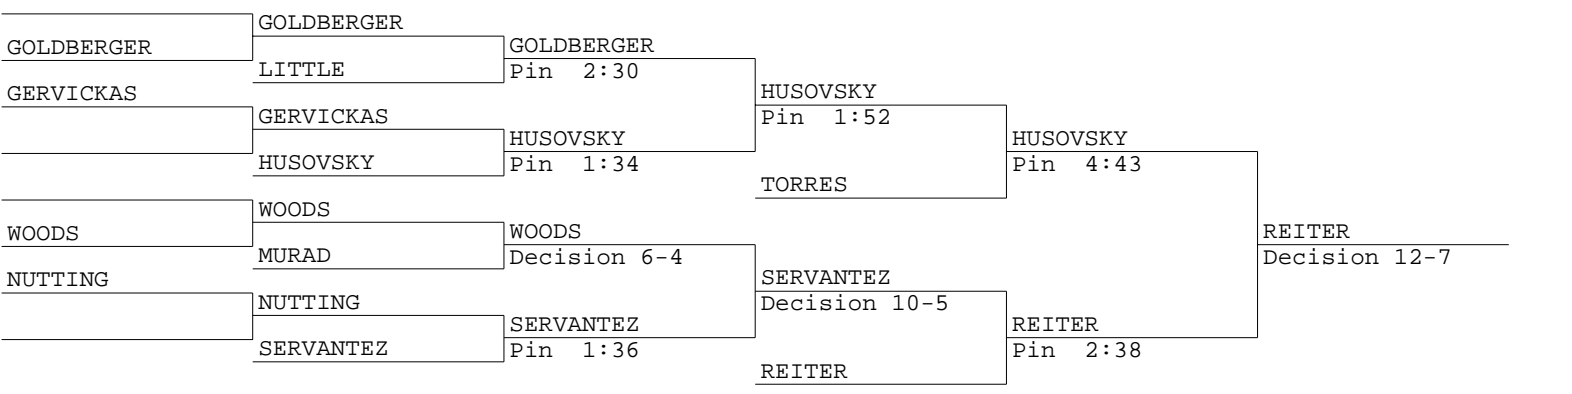 GOLDBERGER
GOLDBERGER
GOLDBERGER
LITTLE
Pin 2:30
GERVICKAS
HUSOVSKY
GERVICKAS
Pin 1:52
HUSOVSKY
HUSOVSKY
HUSOVSKY
Pin 1:34
Pin 4:43
TORRES
WOODS
WOODS
WOODS
REITER
MURAD
Decision 6-4
Decision 12-7
NUTTING
SERVANTEZ
NUTTING
Decision 10-5
SERVANTEZ
REITER
SERVANTEZ
Pin 1:36
Pin 2:38
REITER